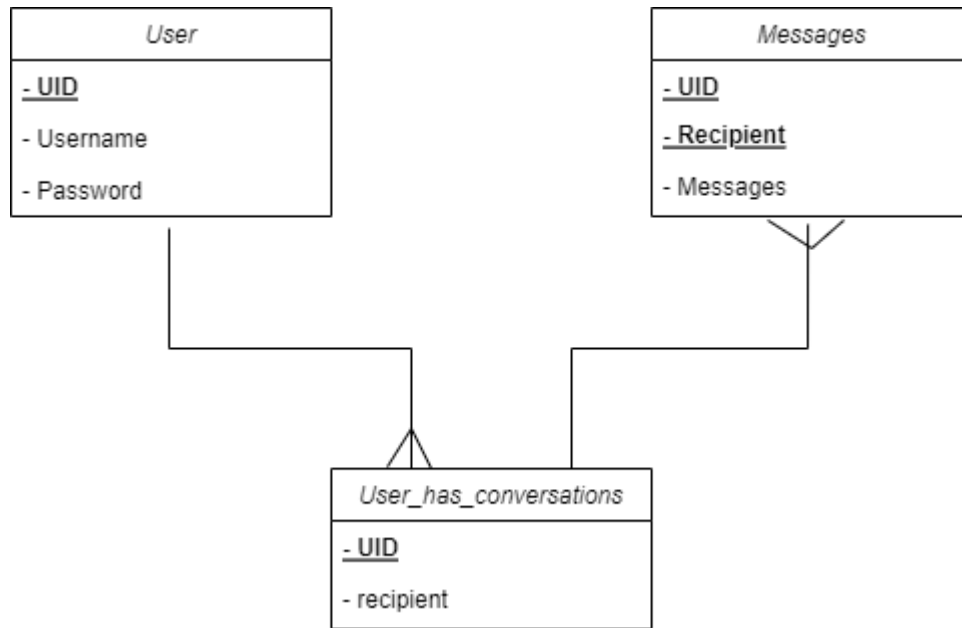 User
- UID
- Username
- Password
Messages
- UID
- Recipient
- Messages
User_has_conversations
- UID
- recipient